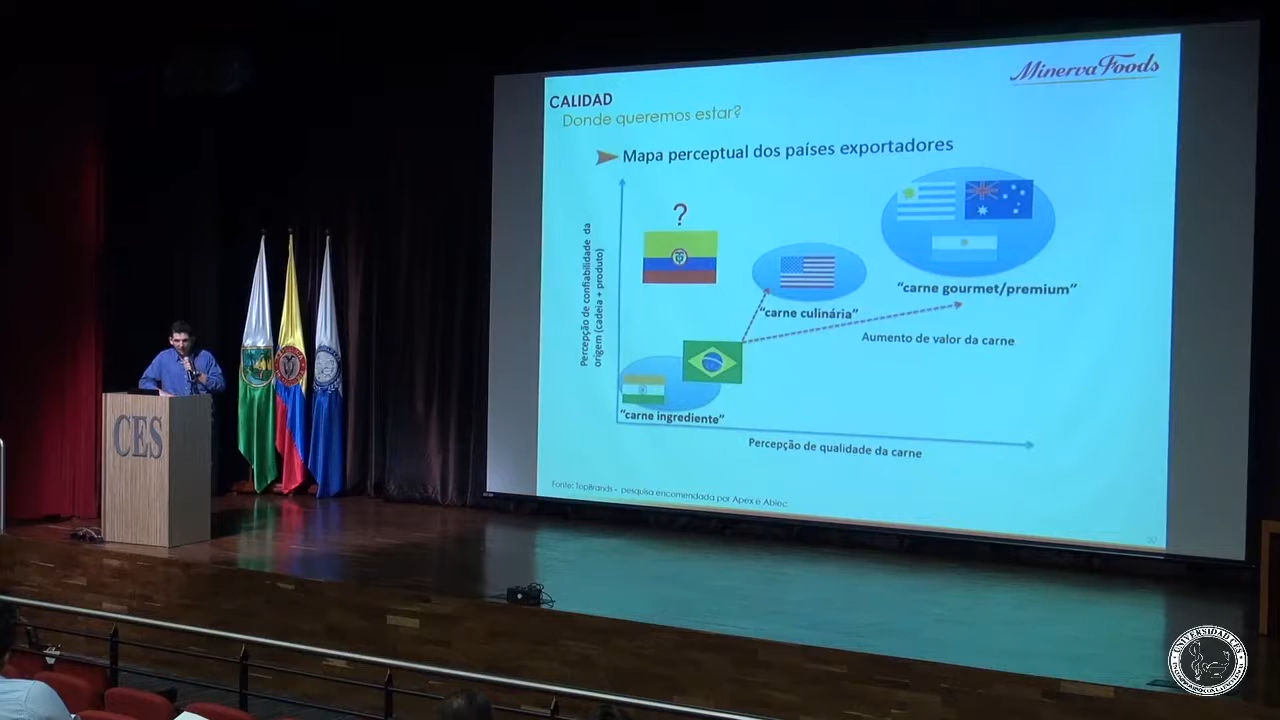 Minerva Foods
CALIDAD
Donde queremos estar?
Mapa perceptual dos países exportadores
?
Percepção de confiabilidade da
origem (cadeia + produto)
"carne gourmet/premium"
"carne culinária"
Aumento de valor da carne
"carne ingrediente"
Percepção de qualidade da carne
Fonte: TopBrands - pesquisa encomendada por Apex e Abiec
CES
UNIVERSIDAD CES